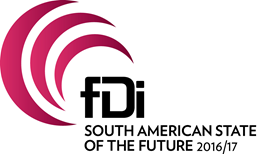 fDi
SOUTH AMERICAN STATE
OF THE FUTURE 2016/17